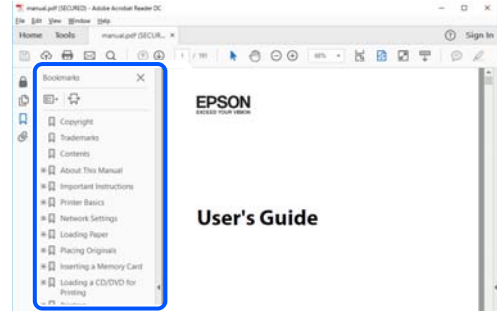 manual.pdf (SECURED) - Adobe Acrobat Reader DC
File Edit View Window Help
Home Tools manual.pdf (SECUR... × Sign In
1 / 191
Bookmarks
Copyright
Trademarks
Contents
About This Manual
Important Instructions
Printer Basics
Network Settings
Loading Paper
Placing Originals
Inserting a Memory Card
Loading a CD/DVD for
Printing
EPSON
EXCEED YOUR VISION
User's Guide